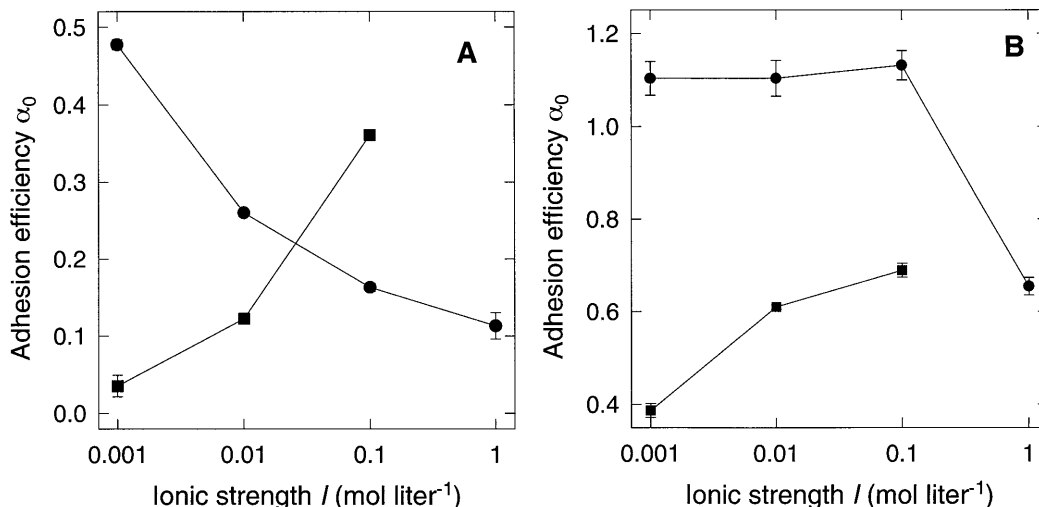 A
Adhesion efficiency α₀
0.5
0.4
0.3
0.2
0.1
0.0
0.001 0.01 0.1 1
Ionic strength I (mol liter⁻¹)
B
Adhesion efficiency α₀
1.2
1.0
0.8
0.6
0.4
0.001 0.01 0.1 1
Ionic strength I (mol liter⁻¹)